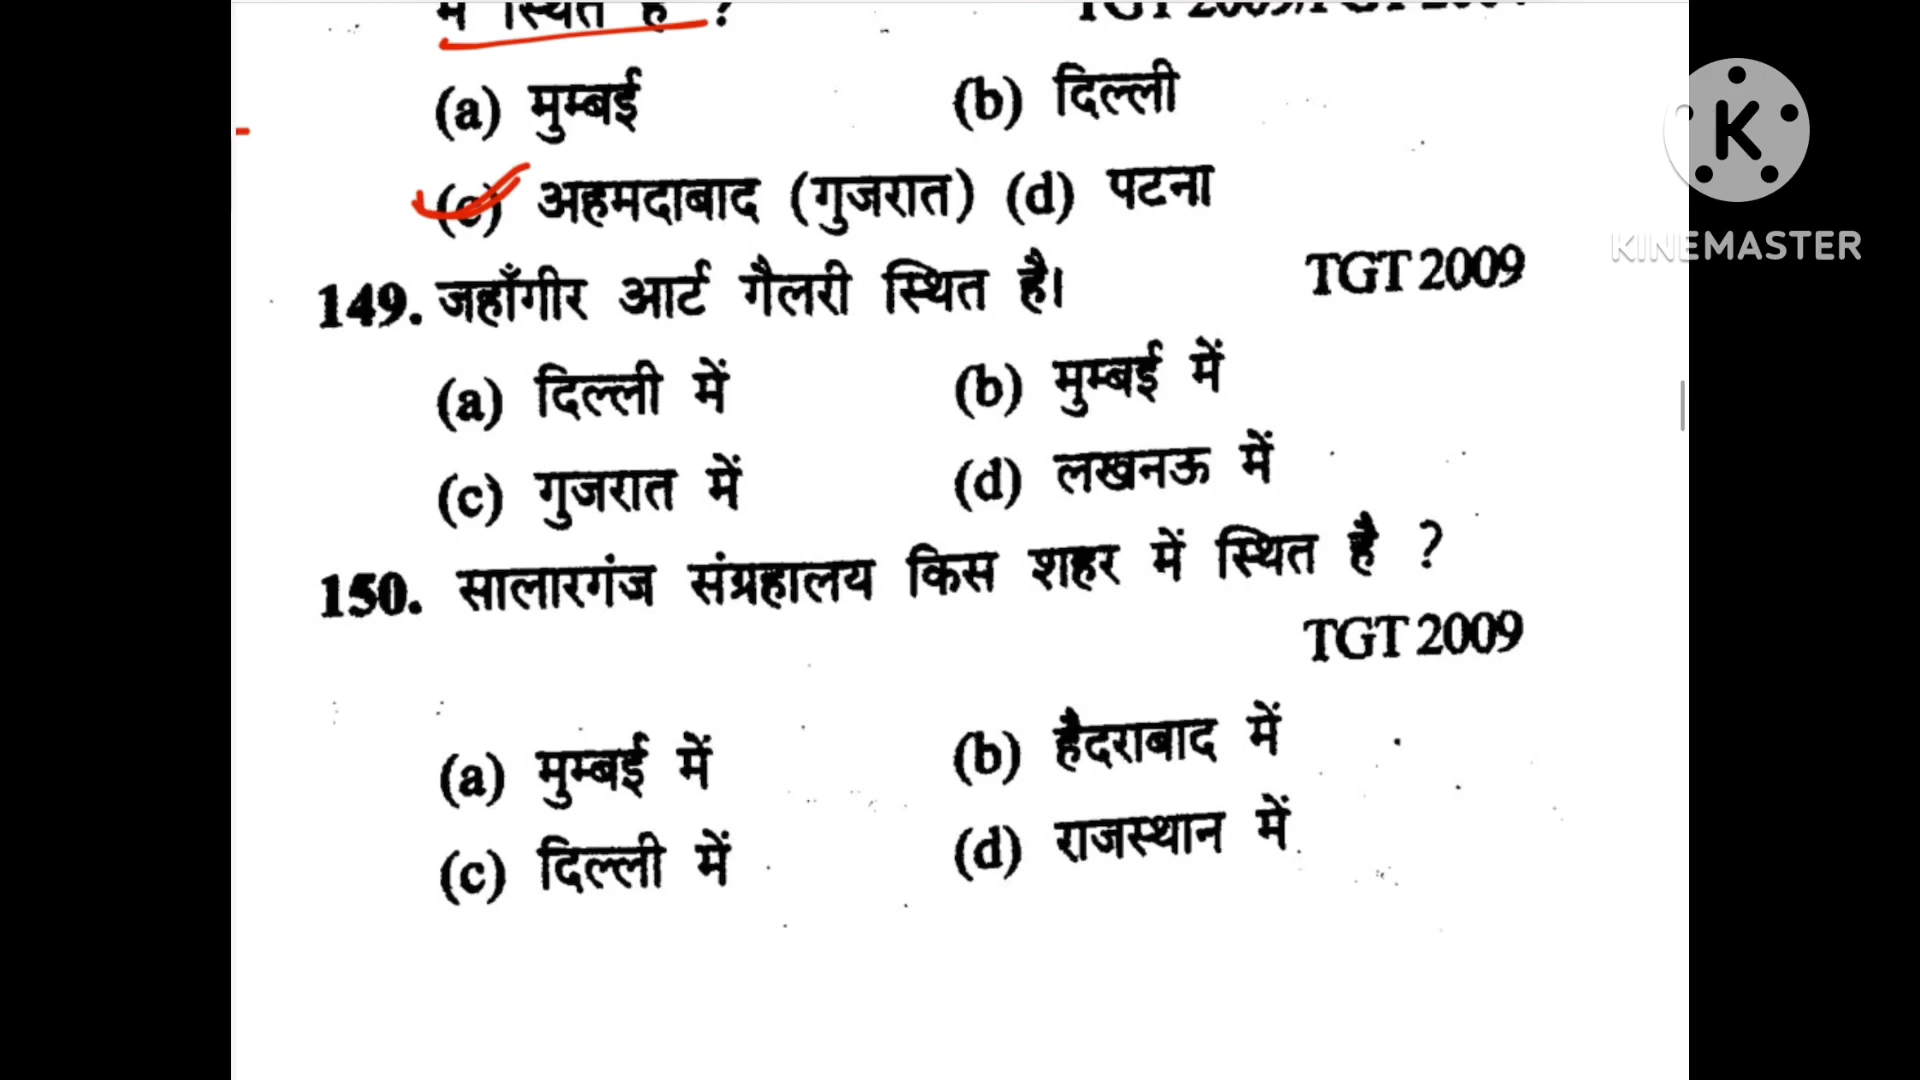 में स्थित है ?
(a) मुम्बई (b) दिल्ली
(c) अहमदाबाद (गुजरात) (d) पटना
149. जहाँगीर आर्ट गैलरी स्थित है। TGT 2009
(a) दिल्ली में (b) मुम्बई में
(c) गुजरात में (d) लखनऊ में
150. सालारगंज संग्रहालय किस शहर में स्थित है ?
TGT 2009
(a) मुम्बई में (b) हैदराबाद में
(c) दिल्ली में (d) राजस्थान में
K
KINEMASTER